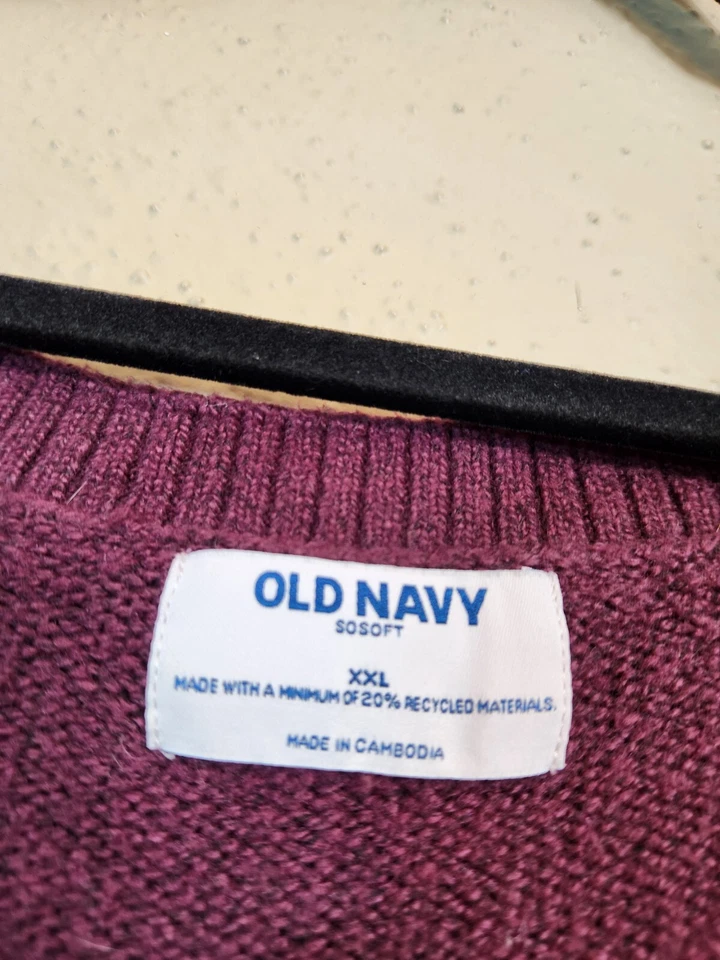 OLD NAVY
SOSOFT
XXL
MADE WITH A MINIMUM OF 20% RECYCLED MATERIALS.
MADE IN CAMBODIA